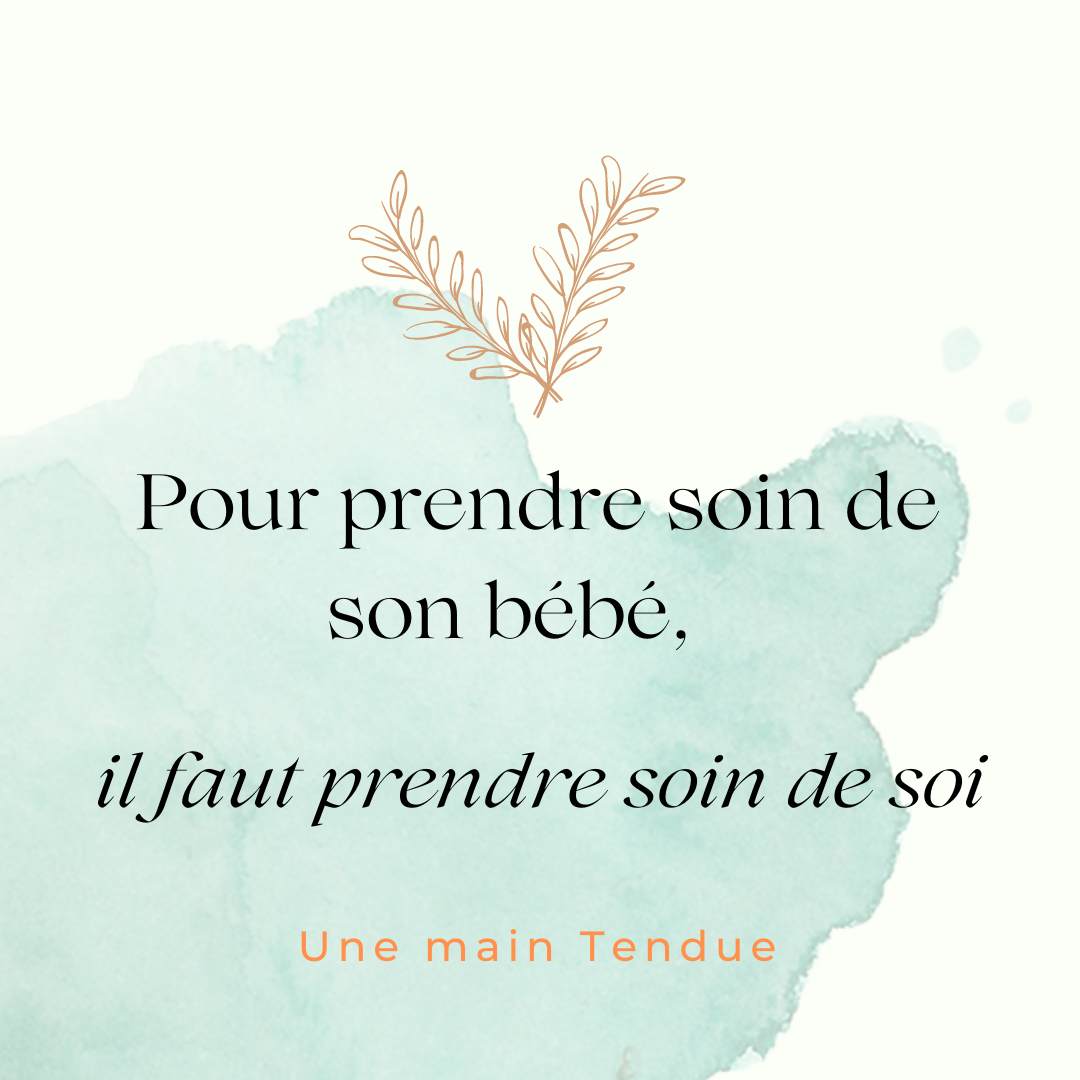 Pour prendre soin de
son bébé,
il faut prendre soin de soi
Une main Tendue